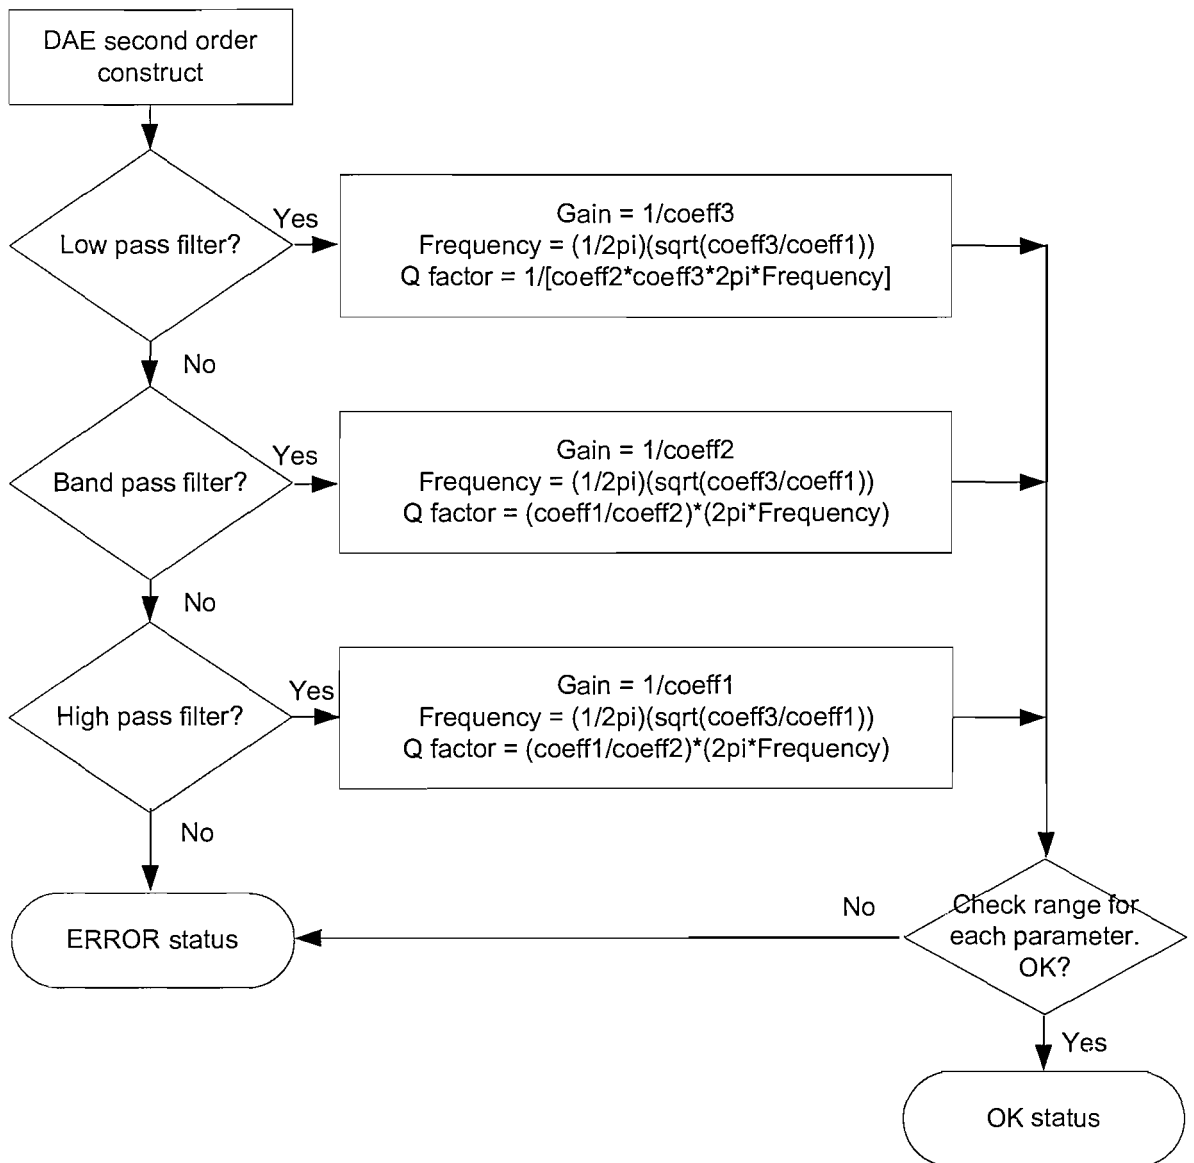 DAE second order
construct
Low pass filter?
Yes
Gain = 1/coeff3
Frequency = (1/2pi)(sqrt(coeff3/coeff1))
Q factor = 1/[coeff2*coeff3*2pi*Frequency]
No
Band pass filter?
Yes
Gain = 1/coeff2
Frequency = (1/2pi)(sqrt(coeff3/coeff1))
Q factor = (coeff1/coeff2)*(2pi*Frequency)
No
High pass filter?
Yes
Gain = 1/coeff1
Frequency = (1/2pi)(sqrt(coeff3/coeff1))
Q factor = (coeff1/coeff2)*(2pi*Frequency)
No
ERROR status
No
Check range for
each parameter.
OK?
Yes
OK status